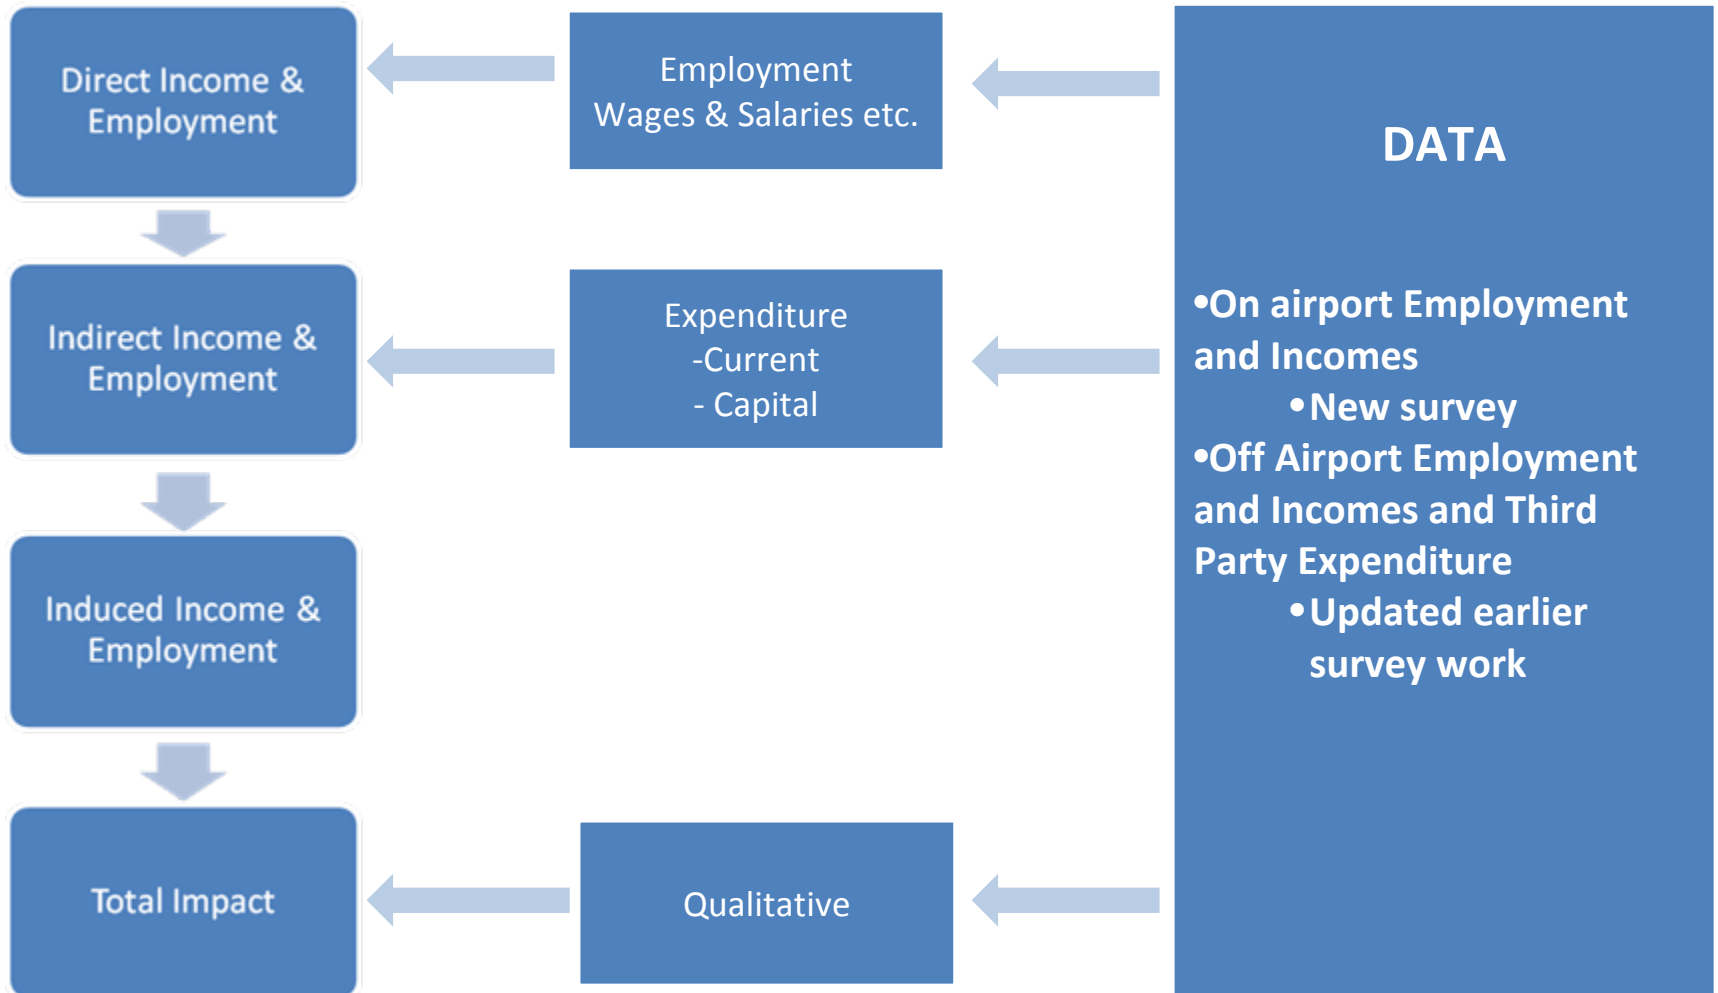 Direct Income &
Employment
Employment
Wages & Salaries etc.
DATA
Indirect Income &
Employment
Expenditure
-Current
- Capital
•On airport Employment
and Incomes
•New survey
•Off Airport Employment
and Incomes and Third
Party Expenditure
•Updated earlier
survey work
Induced Income &
Employment
Total Impact
Qualitative